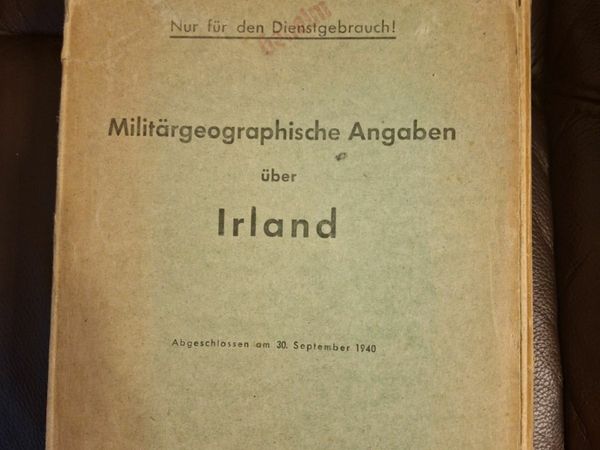 Nur für den Dienstgebrauch!
Militärgeographische Angaben
über
Irland
Abgeschlossen am 30. September 1940